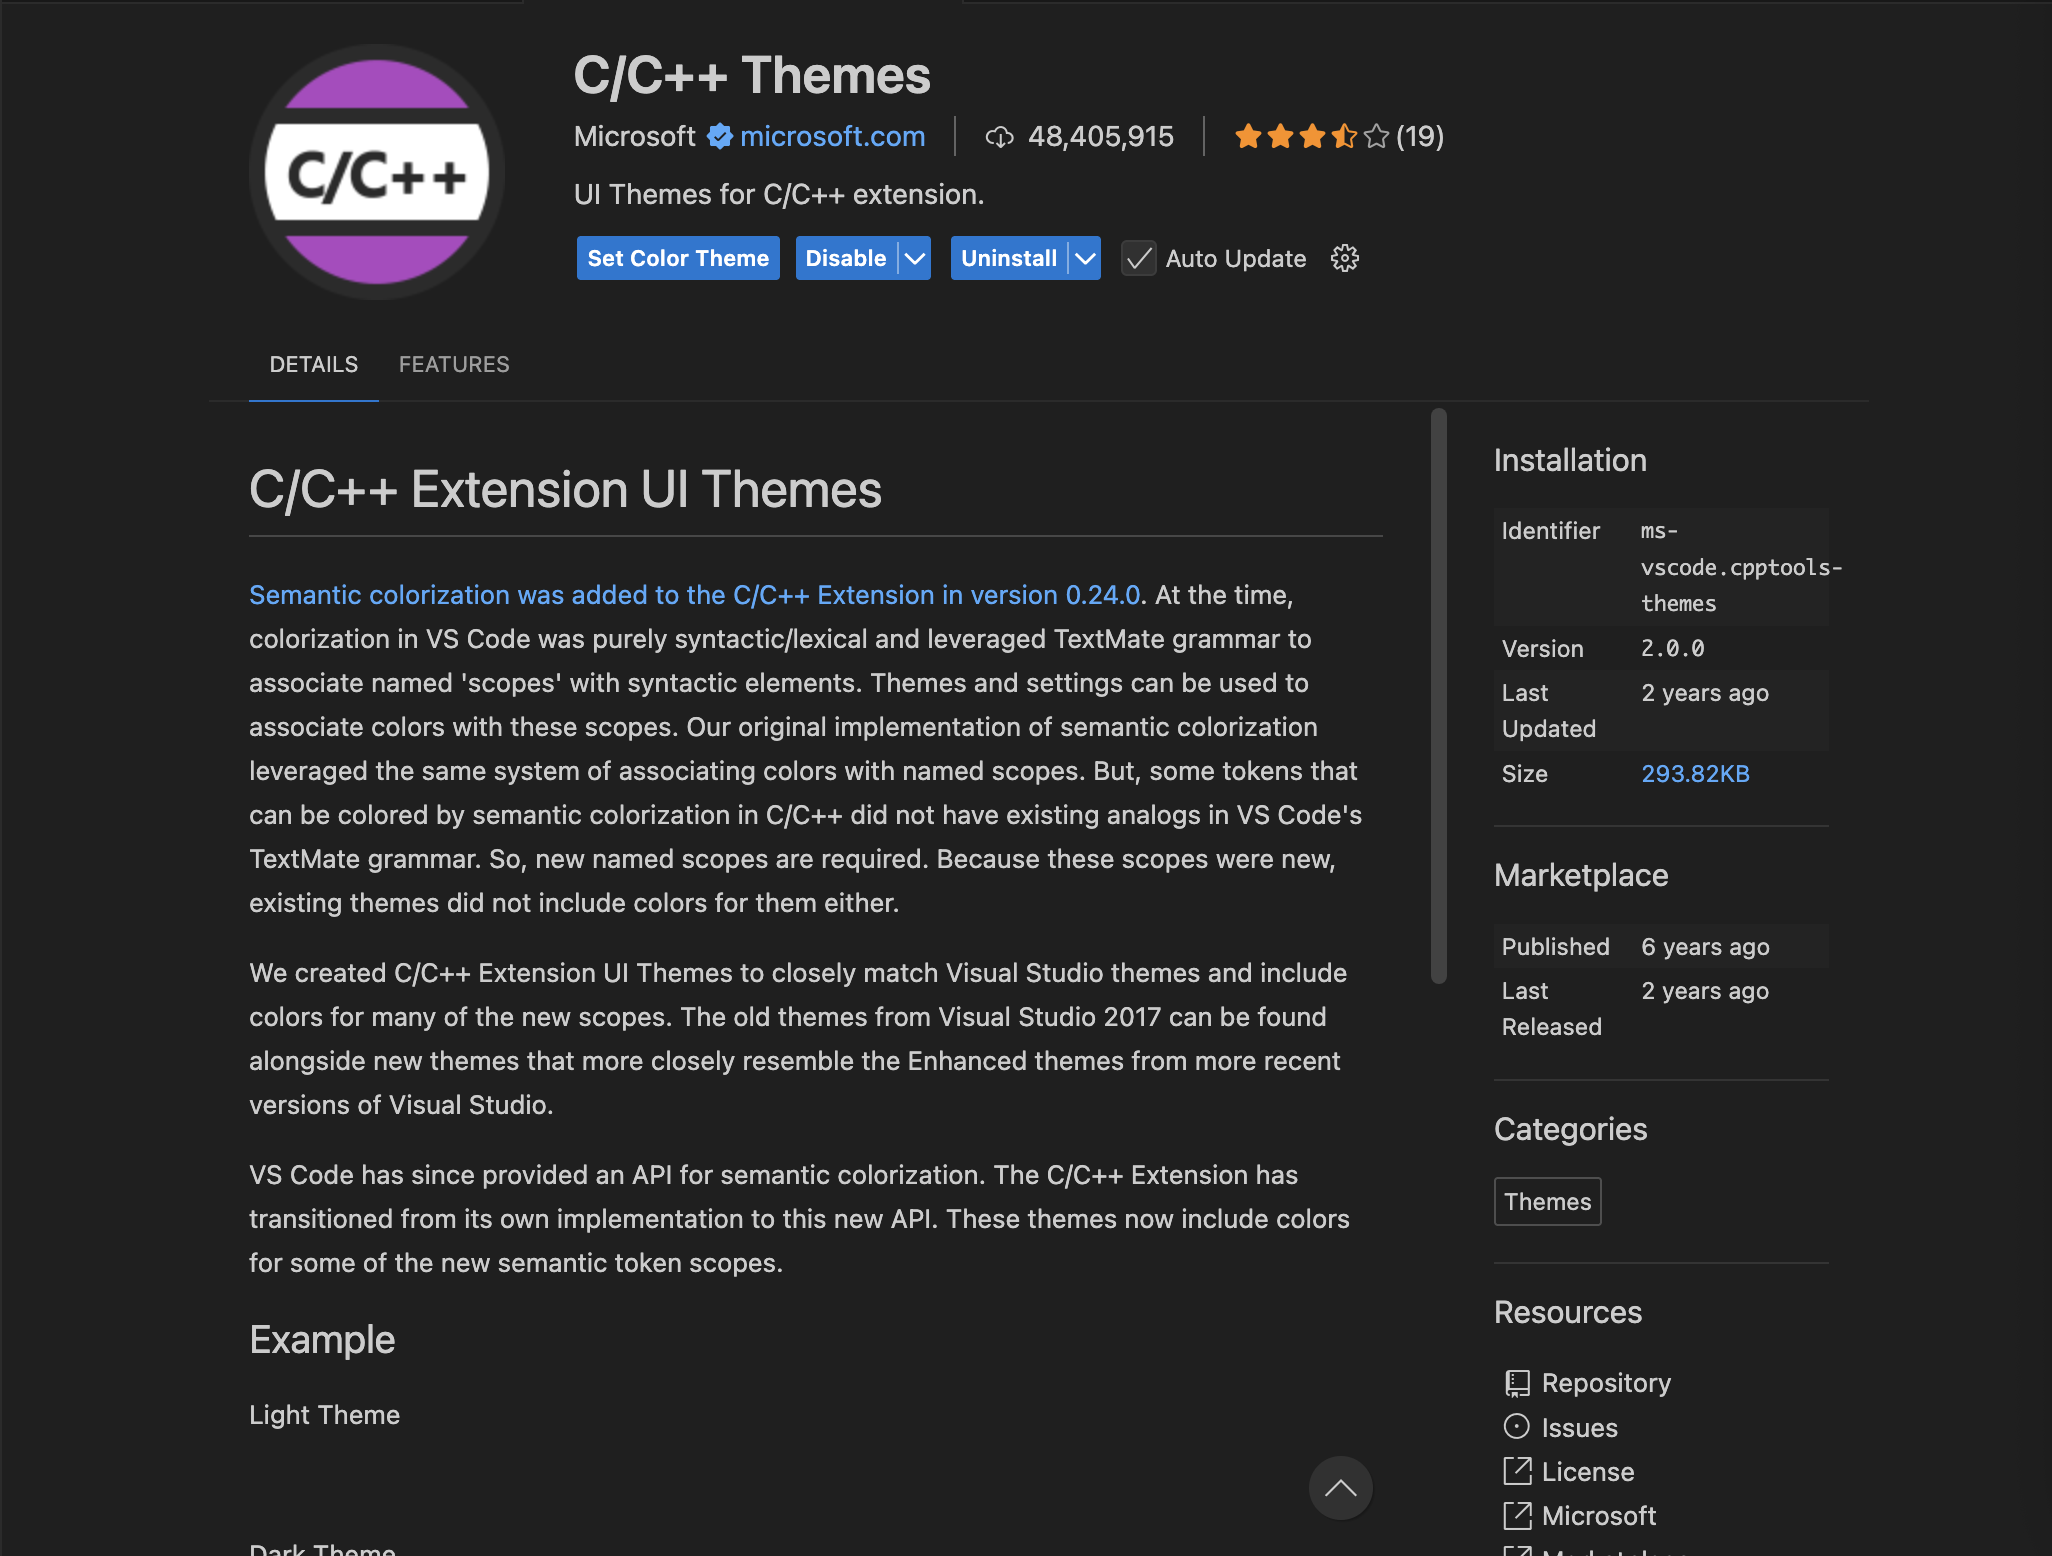 C/C++ Themes
C/C++
Microsoft microsoft.com 48,405,915 (19)
UI Themes for C/C++ extension.
Set Color Theme Disable Uninstall Auto Update
DETAILS FEATURES
C/C++ Extension UI Themes
Semantic colorization was added to the C/C++ Extension in version 0.24.0. At the time,
colorization in VS Code was purely syntactic/lexical and leveraged TextMate grammar to
associate named 'scopes' with syntactic elements. Themes and settings can be used to
associate colors with these scopes. Our original implementation of semantic colorization
leveraged the same system of associating colors with named scopes. But, some tokens that
can be colored by semantic colorization in C/C++ did not have existing analogs in VS Code's
TextMate grammar. So, new named scopes are required. Because these scopes were new,
existing themes did not include colors for them either.
We created C/C++ Extension UI Themes to closely match Visual Studio themes and include
colors for many of the new scopes. The old themes from Visual Studio 2017 can be found
alongside new themes that more closely resemble the Enhanced themes from more recent
versions of Visual Studio.
VS Code has since provided an API for semantic colorization. The C/C++ Extension has
transitioned from its own implementation to this new API. These themes now include colors
for some of the new semantic token scopes.
Example
Light Theme
Dark Theme
Installation
Identifier ms-
vscode.cpptools-
themes
Version 2.0.0
Last 2 years ago
Updated
Size 293.82KB
Marketplace
Published 6 years ago
Last 2 years ago
Released
Categories
Themes
Resources
Repository
Issues
License
Microsoft